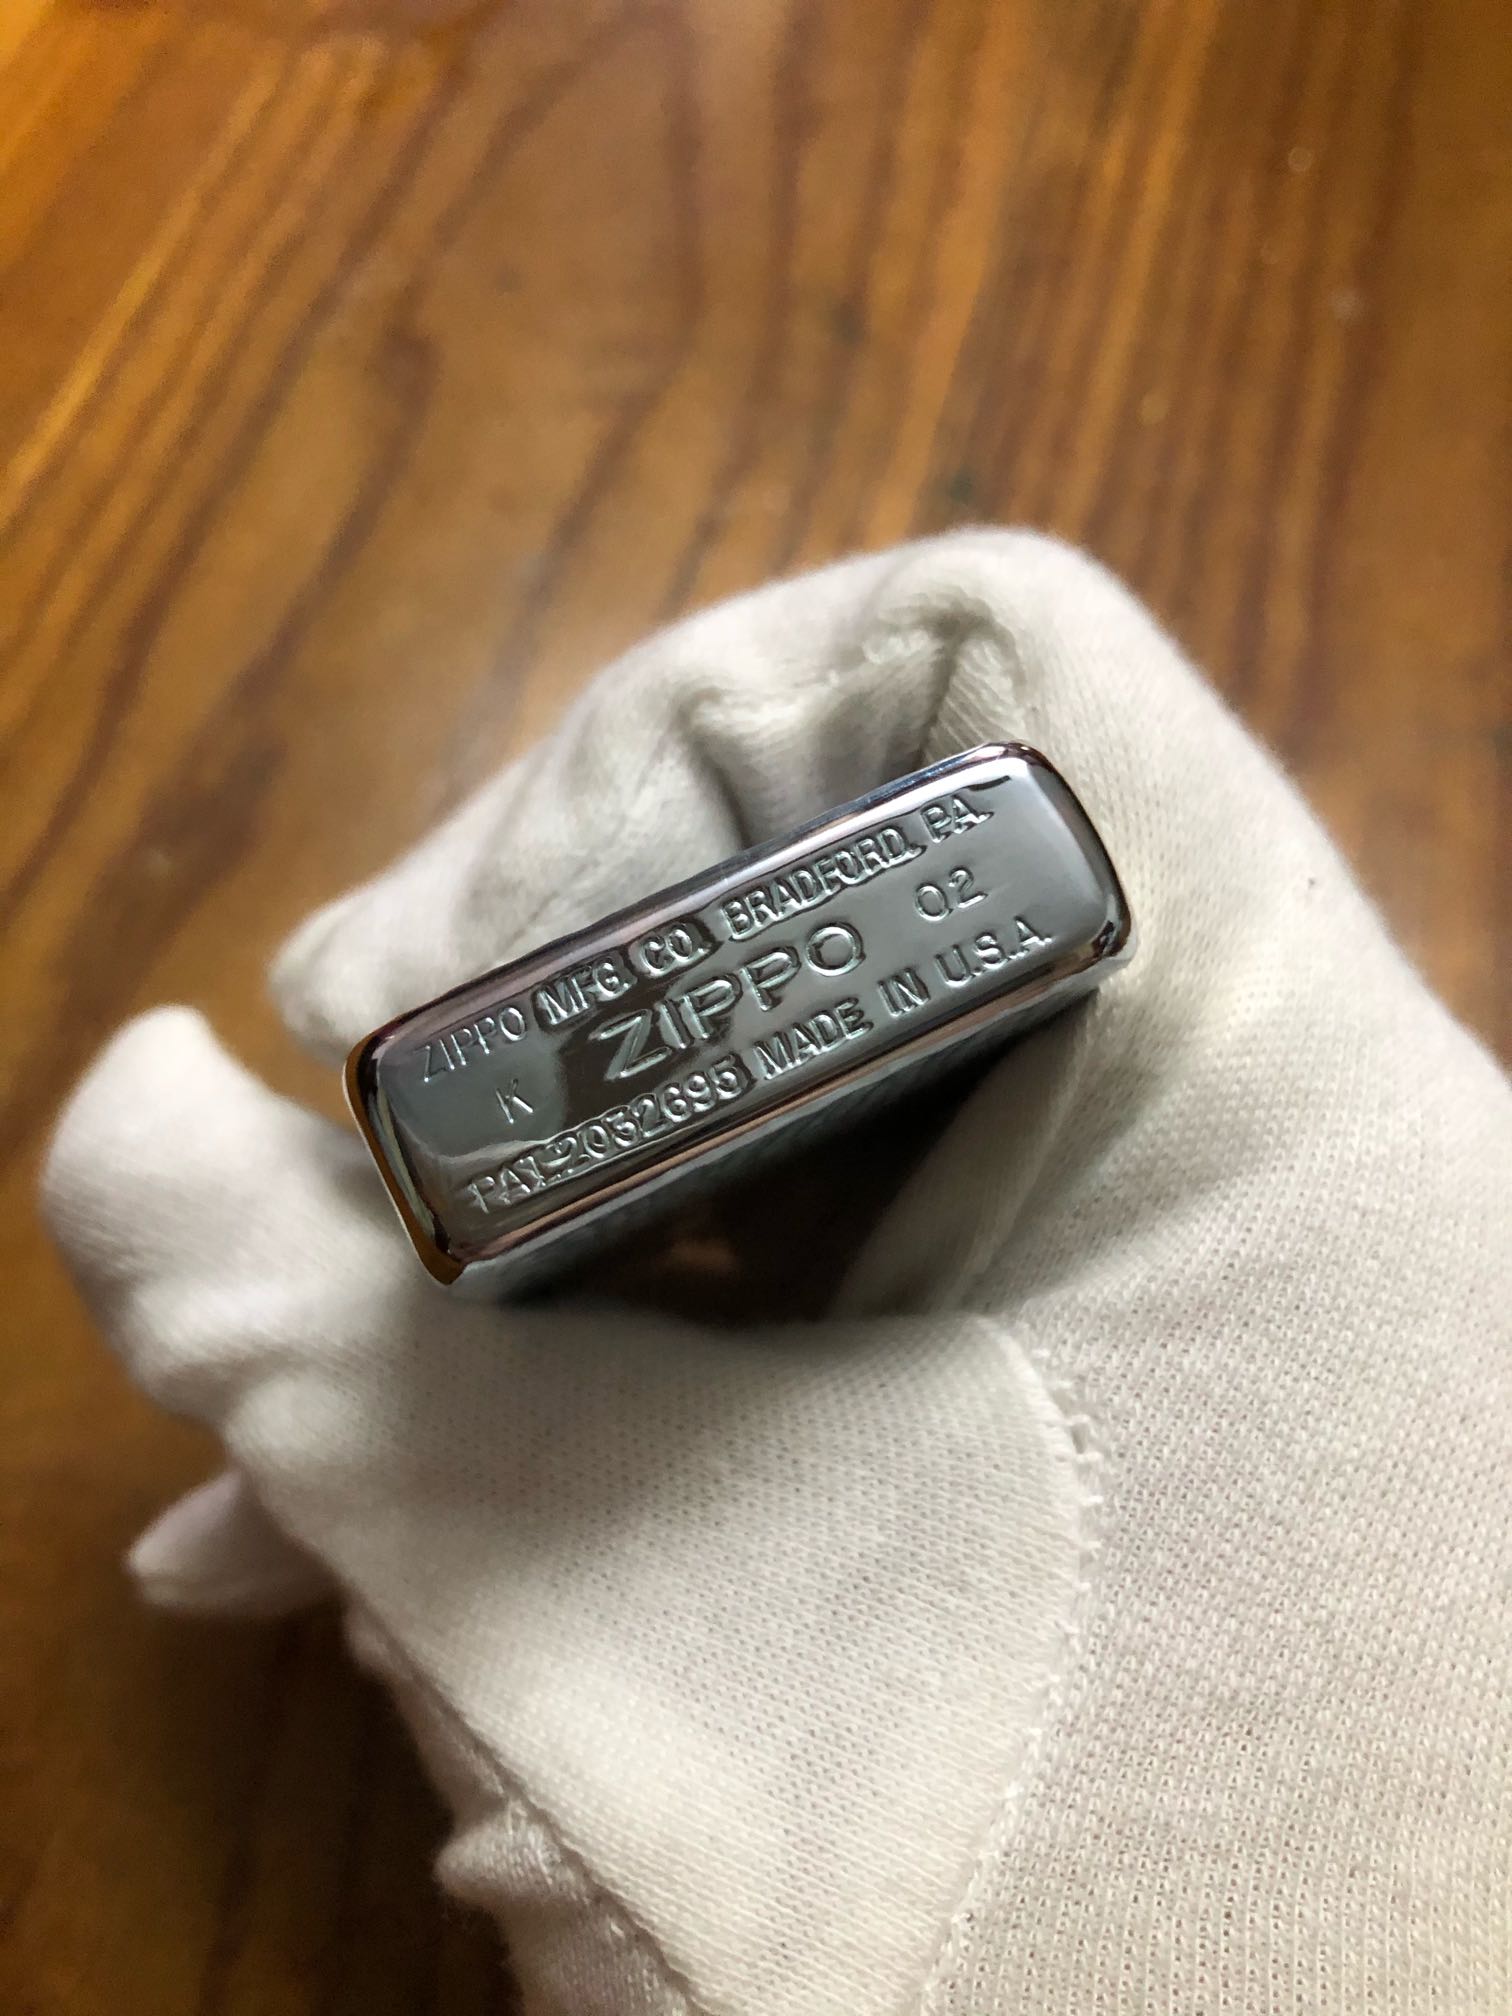 ZIPPO MFG. CO. BRADFORD, PA.
K ZIPPO 02
PAT. 2032695 MADE IN U.S.A.